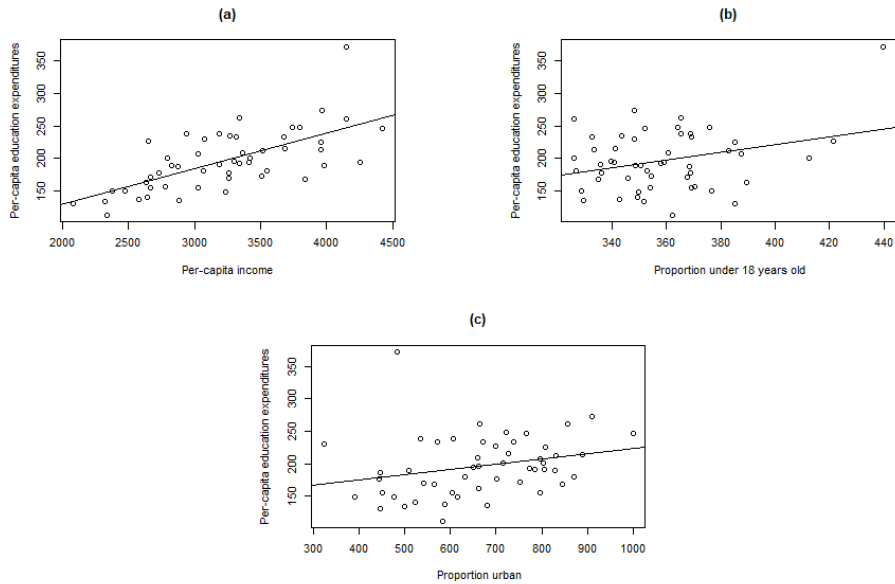 (a)
Per-capita education expenditures
350
300
250
200
150
2000 2500 3000 3500 4000 4500
Per-capita income
(b)
Per-capita education expenditures
350
300
250
200
150
340 360 380 400 420 440
Proportion under 18 years old
(c)
Per-capita education expenditures
350
300
250
200
150
300 400 500 600 700 800 900 1000
Proportion urban